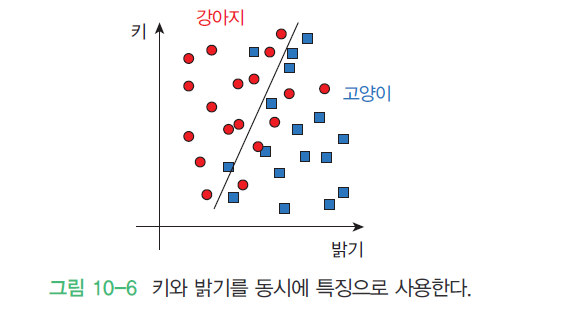 강아지
키
고양이
밝기
그림 10-6 키와 밝기를 동시에 특징으로 사용한다.